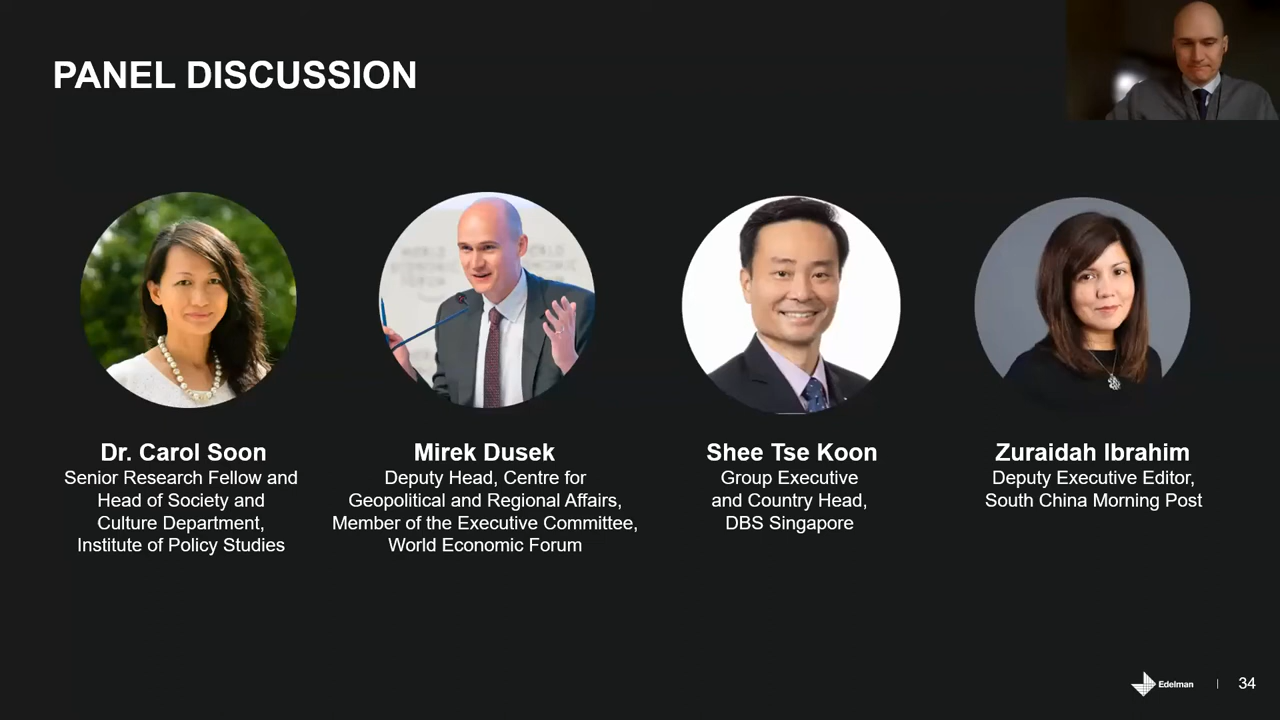 PANEL DISCUSSION
Dr. Carol Soon
Senior Research Fellow and
Head of Society and
Culture Department,
Institute of Policy Studies
Mirek Dusek
Deputy Head, Centre for
Geopolitical and Regional Affairs,
Member of the Executive Committee,
World Economic Forum
Shee Tse Koon
Group Executive
and Country Head,
DBS Singapore
Zuraidah Ibrahim
Deputy Executive Editor,
South China Morning Post
Edelman | 34